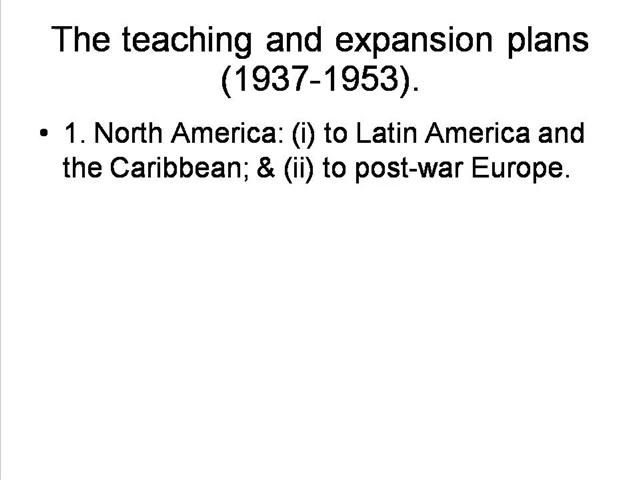 The teaching and expansion plans
(1937-1953).
• 1. North America: (i) to Latin America and
the Caribbean; & (ii) to post-war Europe.